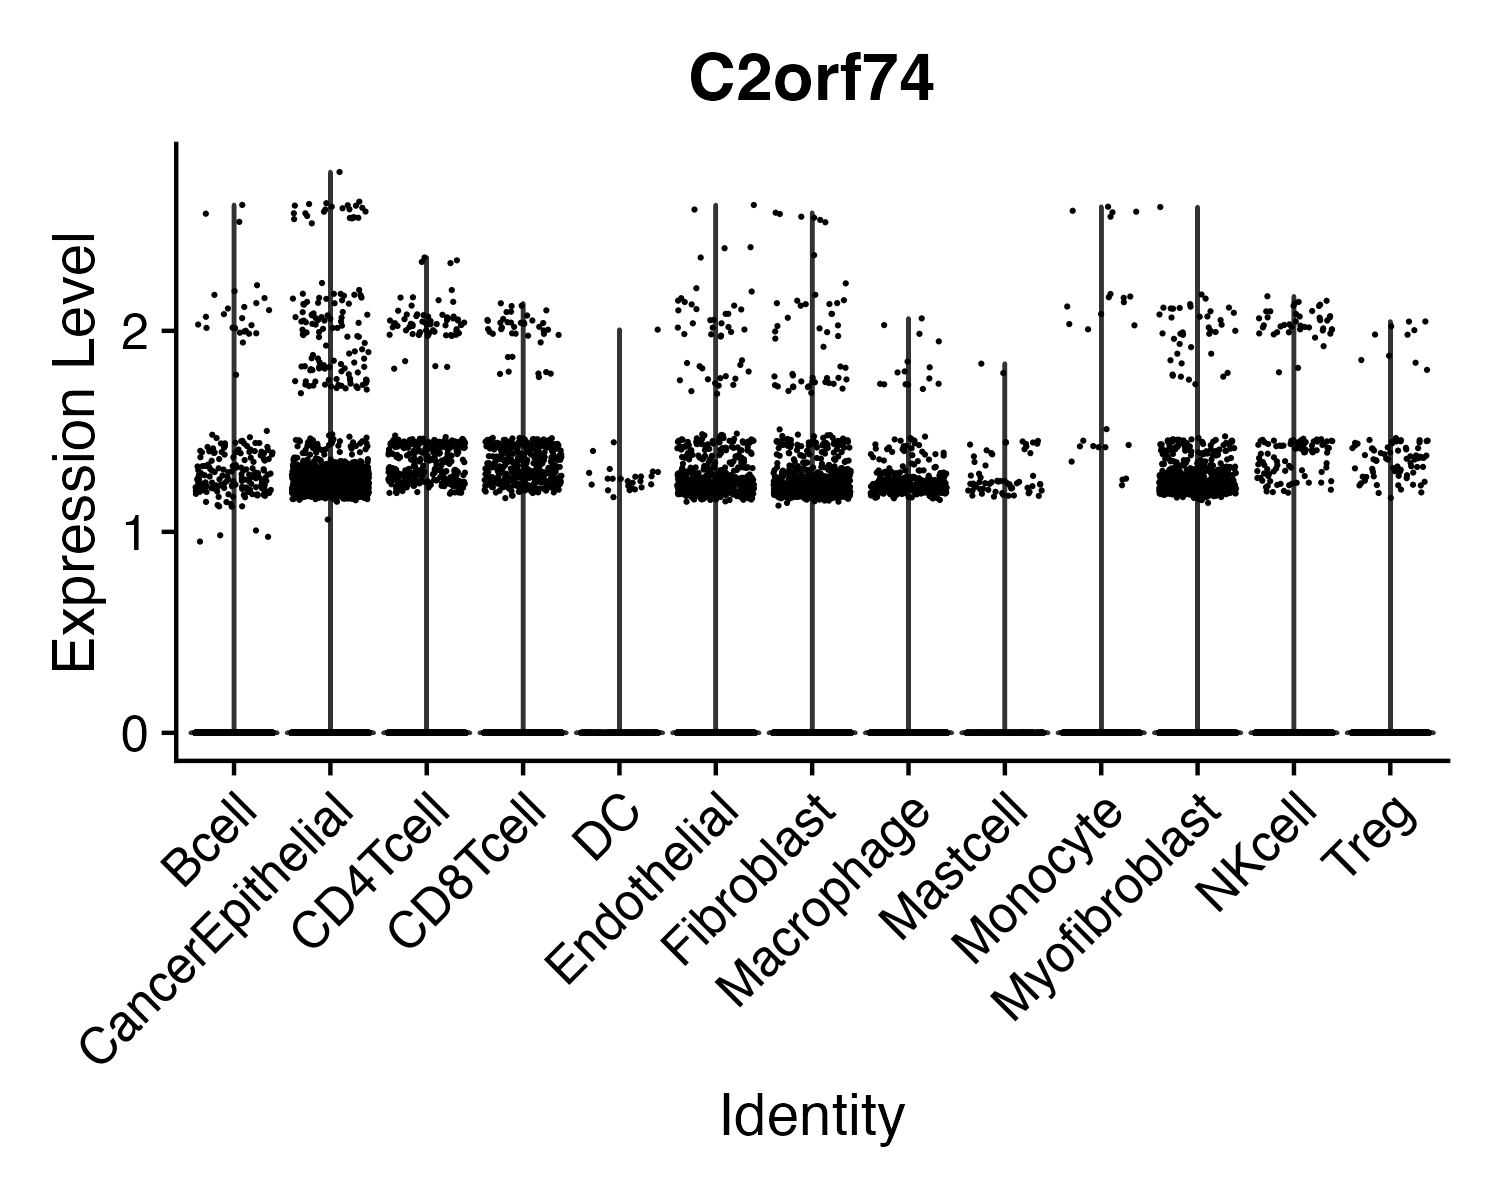 C2orf74
Expression Level
2
1
0
Bcell
CancerEpithelial
CD4Tcell
CD8Tcell
DC
Endothelial
Fibroblast
Macrophage
Mastcell
Monocyte
Myofibroblast
NKcell
Treg
Identity